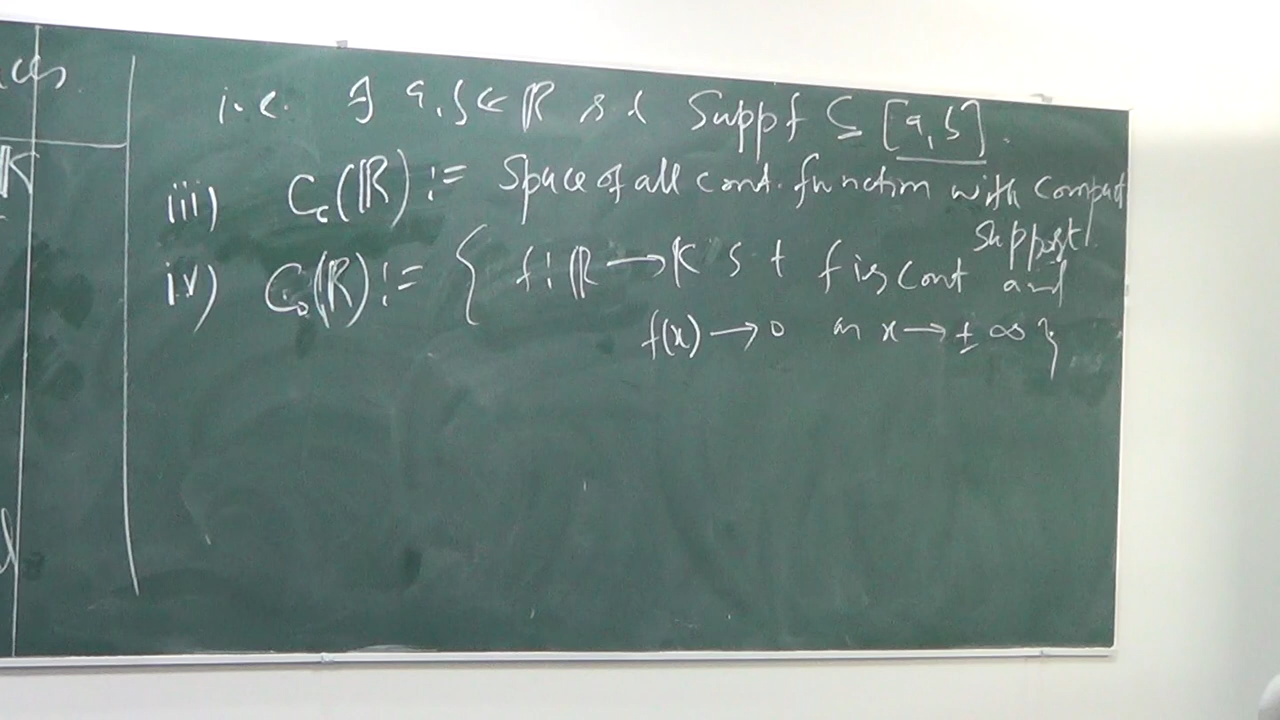 i.e. ∃ a,b ∈ ℝ s.t Supp f ⊆ [a,b].
iii) C_c(ℝ) := Space of all cont. function with compact
support.
iv) C_0(ℝ) := { f: ℝ → K s.t f is cont and
f(x) → 0 as x → ± ∞ }
K